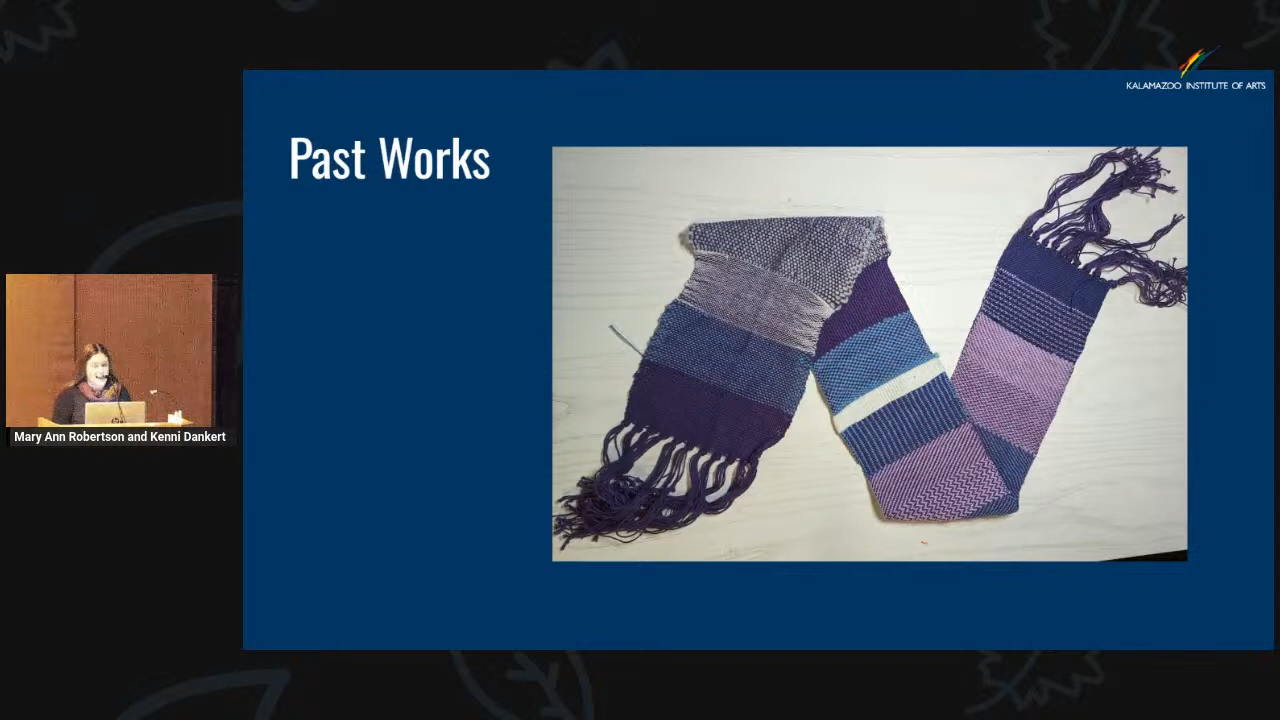 KALAMAZOO INSTITUTE OF ARTS
Past Works
Mary Ann Robertson and Kenni Dankert